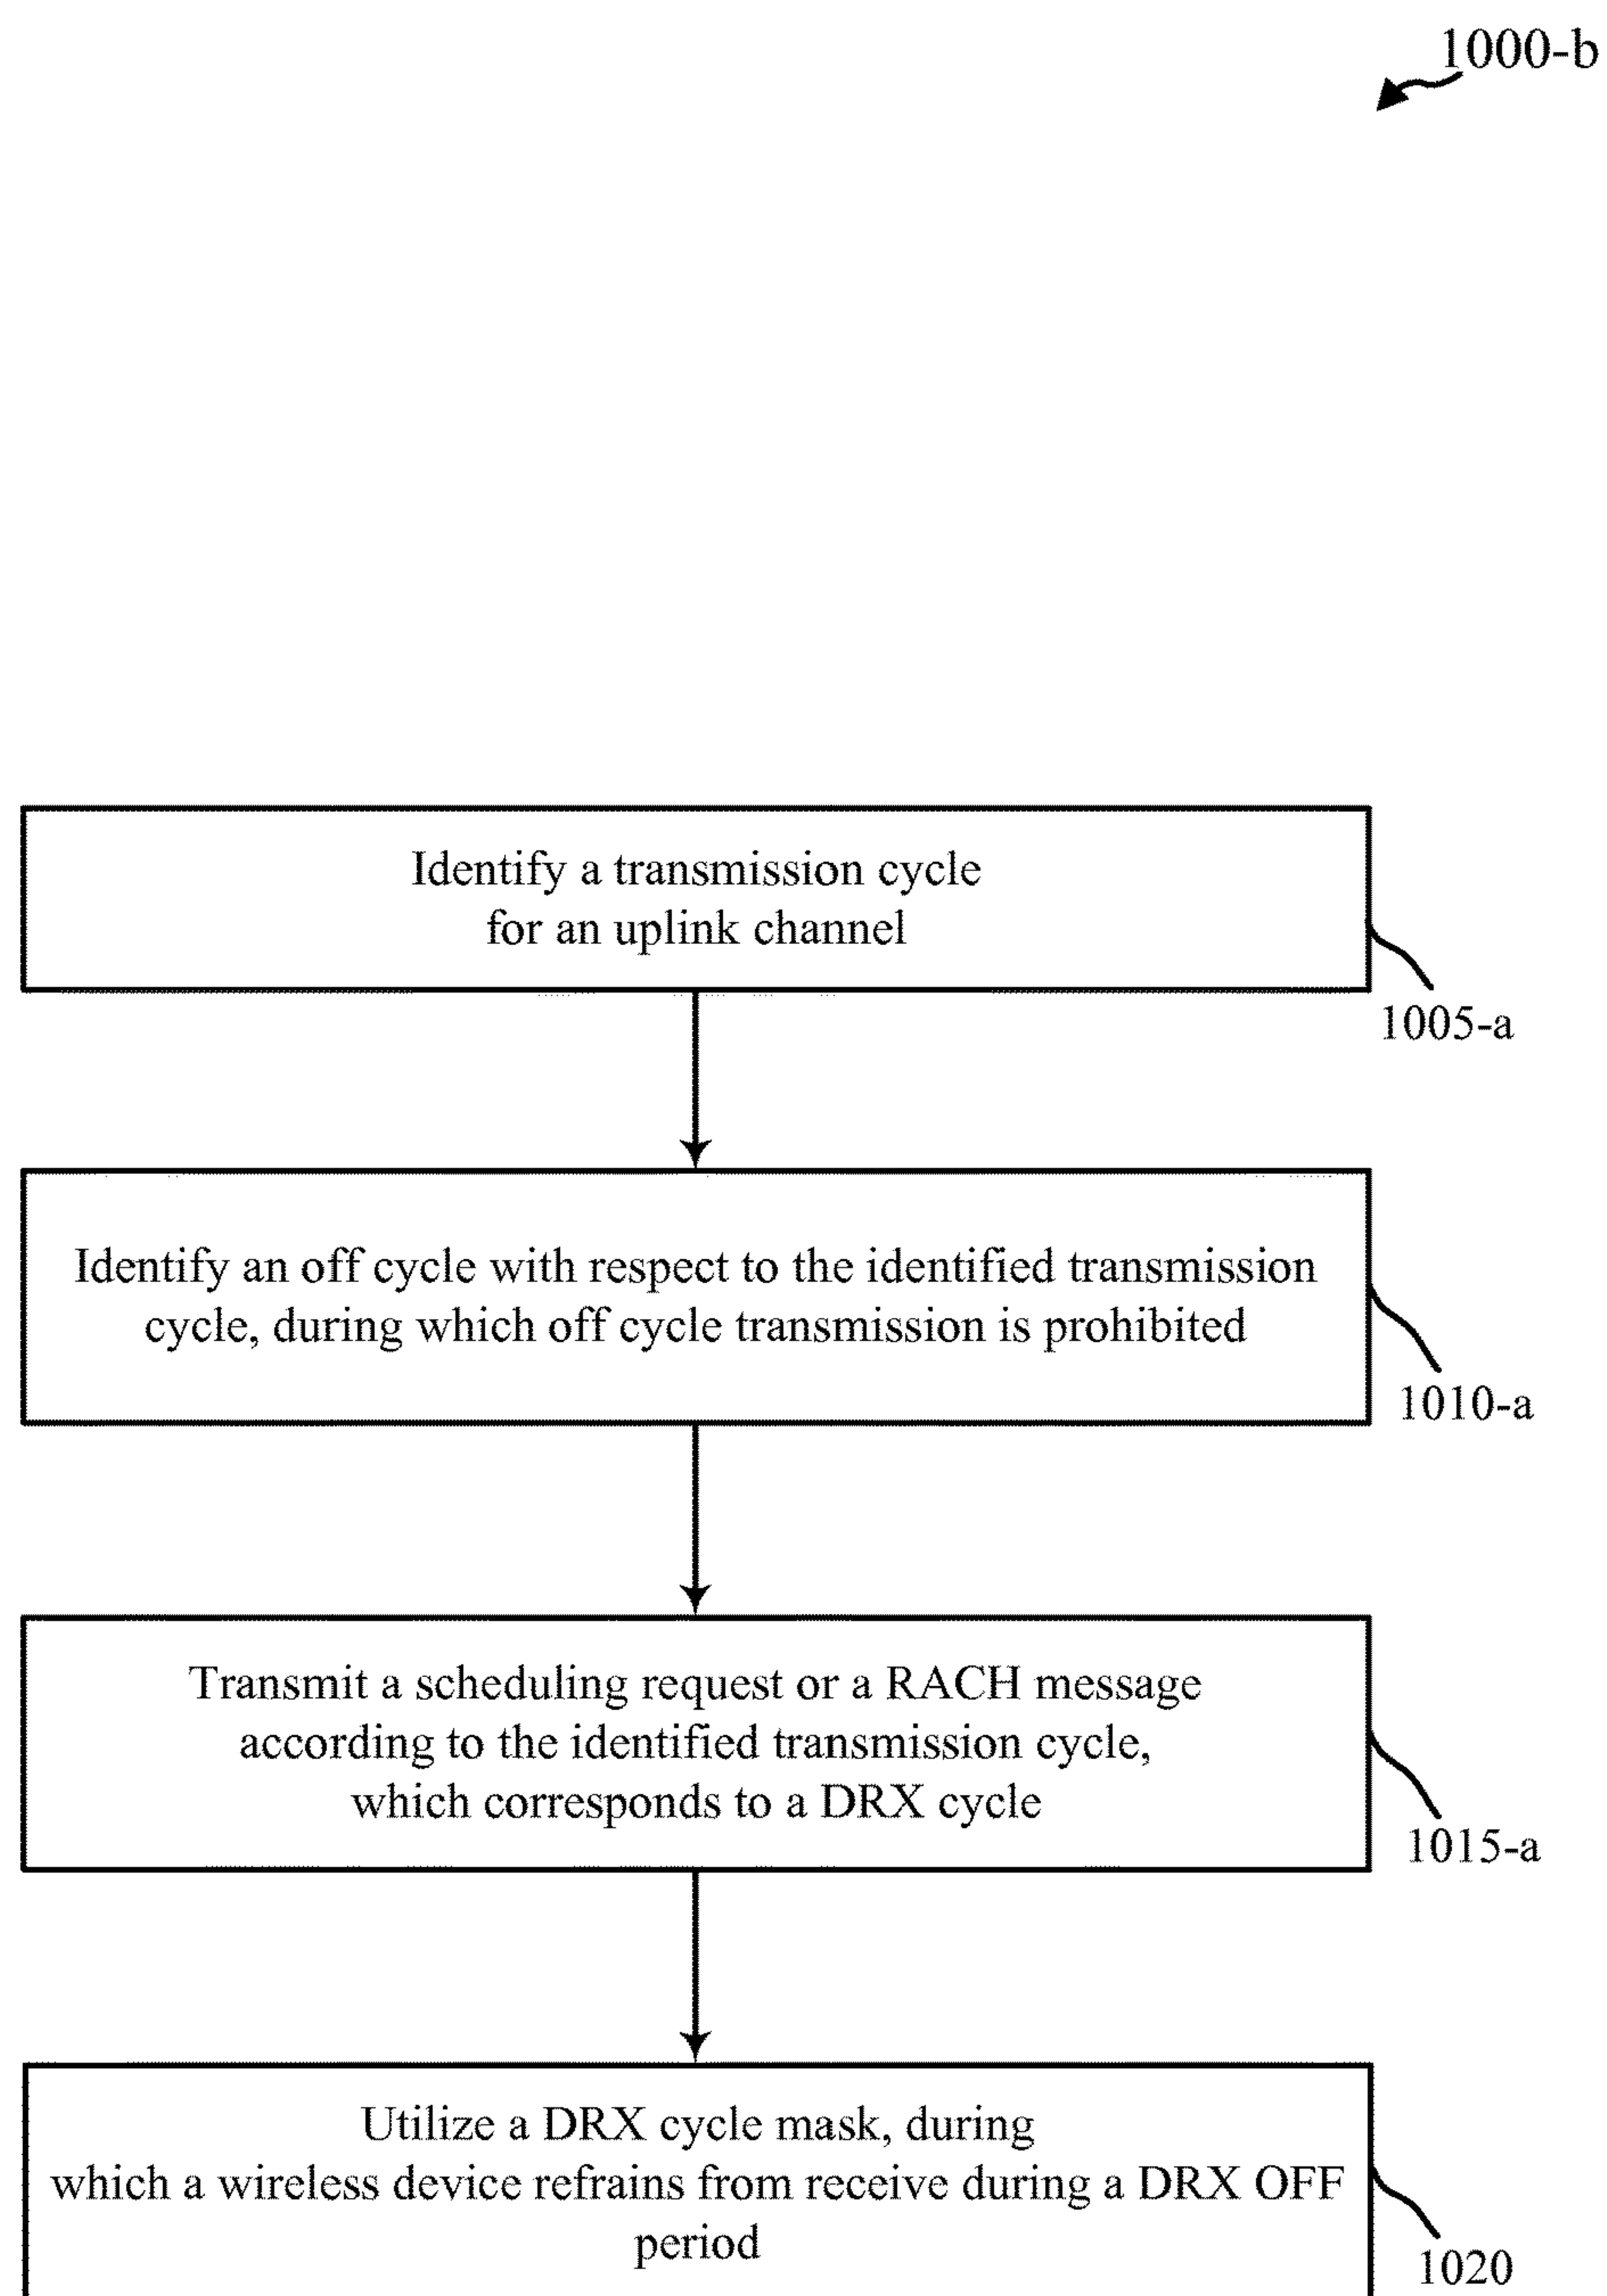 1000-b
Identify a transmission cycle
for an uplink channel
1005-a
Identify an off cycle with respect to the identified transmission
cycle, during which off cycle transmission is prohibited
1010-a
Transmit a scheduling request or a RACH message
according to the identified transmission cycle,
which corresponds to a DRX cycle
1015-a
Utilize a DRX cycle mask, during
which a wireless device refrains from receive during a DRX OFF
period
1020